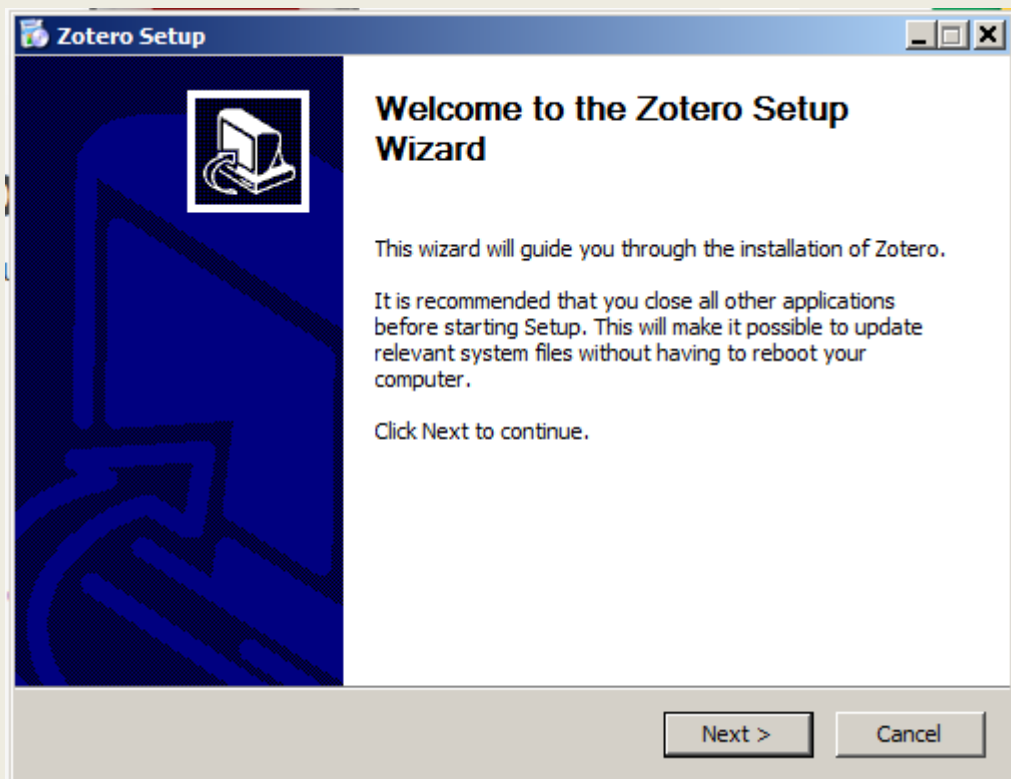 Zotero Setup
Welcome to the Zotero Setup
Wizard
This wizard will guide you through the installation of Zotero.
It is recommended that you close all other applications
before starting Setup. This will make it possible to update
relevant system files without having to reboot your
computer.
Click Next to continue.
Next >
Cancel